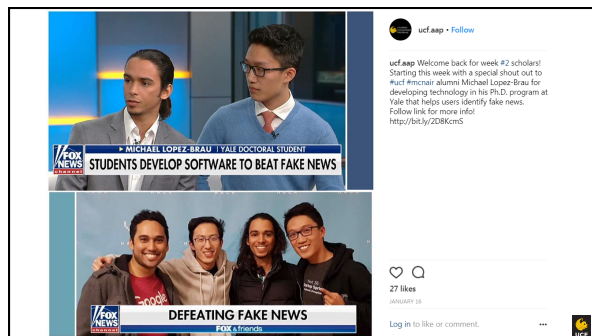 FOX
NEWS
channel
▶ MICHAEL LOPEZ-BRAU | YALE DOCTORAL STUDENT
STUDENTS DEVELOP SOFTWARE TO BEAT FAKE NEWS
Google
FOX
NEWS
channel
DEFEATING FAKE NEWS
FOX & friends
ucf.aap • Follow
ucf.aap Welcome back for week #2 scholars!
Starting this week with a special shout out to
#ucf #mcnair alumni Michael Lopez-Brau for
developing technology in his Ph.D. program at
Yale that helps users identify fake news.
Follow link for more info!
http://bit.ly/2D8KcmS
27 likes
JANUARY 16
Log in to like or comment.
UCF